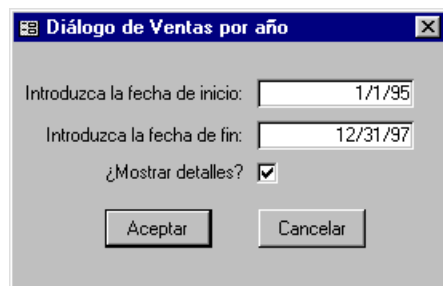 Diálogo de Ventas por año
Introduzca la fecha de inicio: 1/1/95
Introduzca la fecha de fin: 12/31/97
¿Mostrar detalles?
Aceptar Cancelar